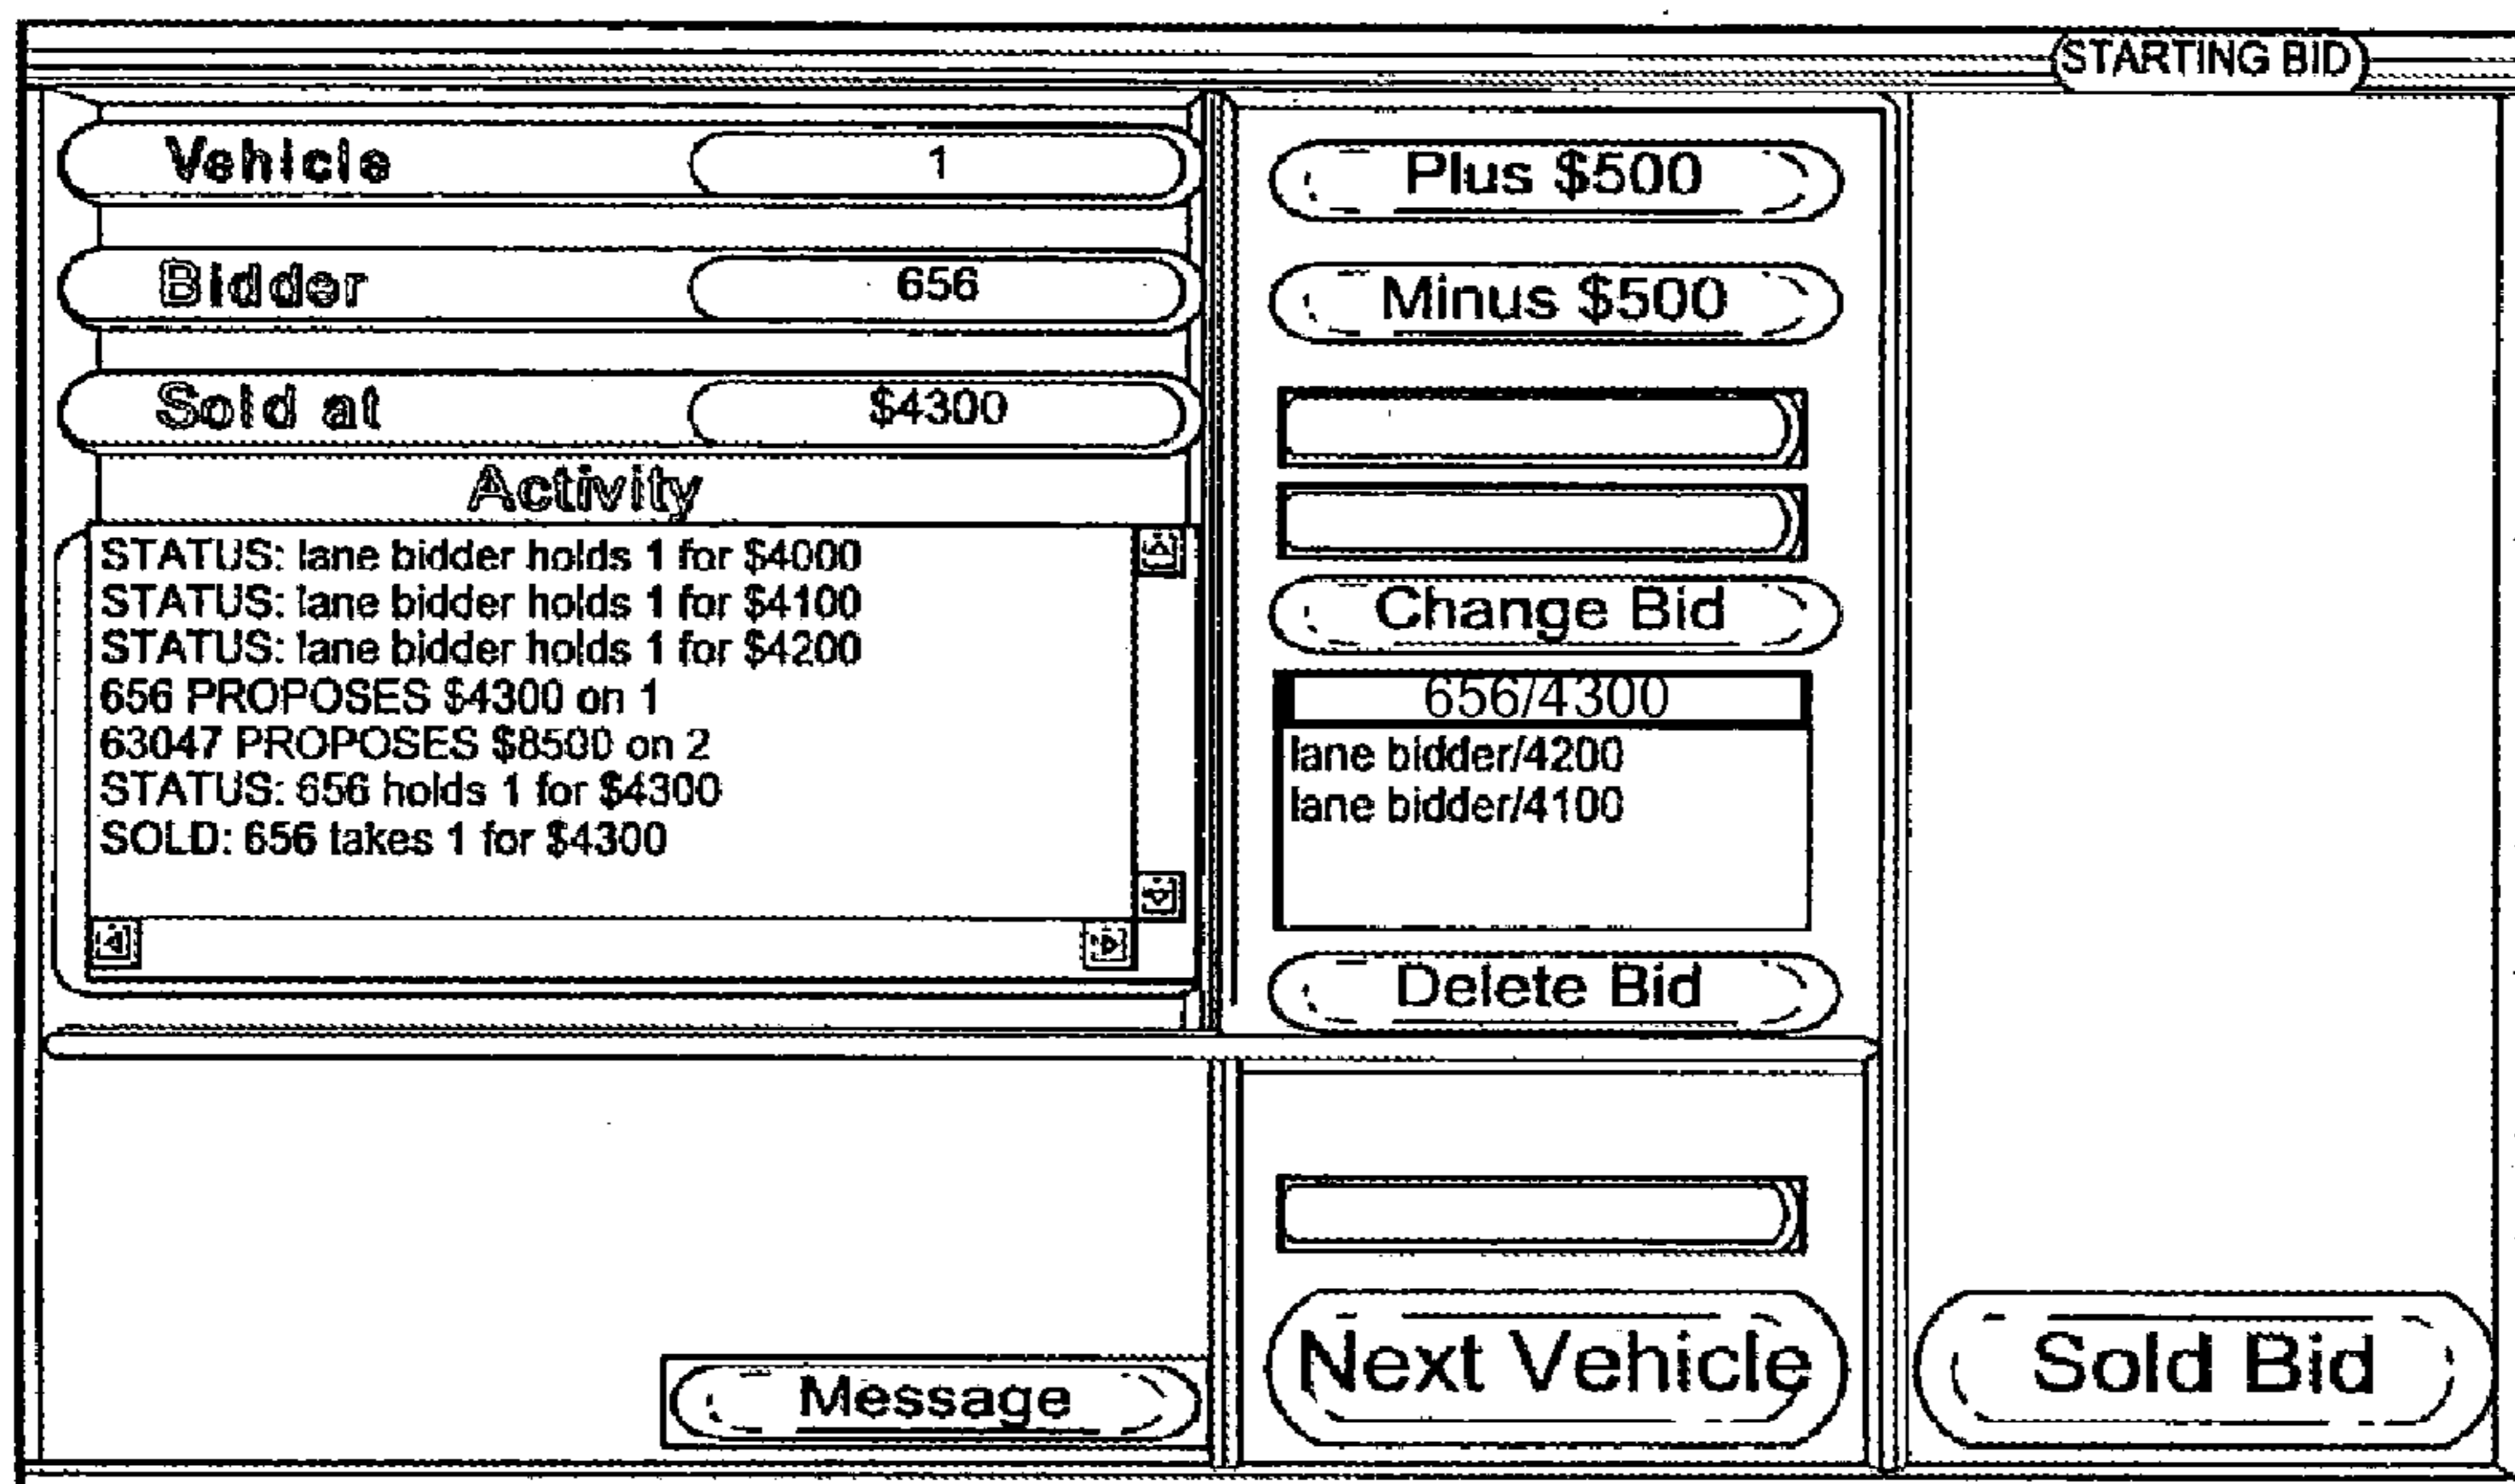 STARTING BID
Vehicle 1
Bidder 656
Sold at $4300
Activity
STATUS: lane bidder holds 1 for $4000
STATUS: lane bidder holds 1 for $4100
STATUS: lane bidder holds 1 for $4200
656 PROPOSES $4300 on 1
63047 PROPOSES $8500 on 2
STATUS: 656 holds 1 for $4300
SOLD: 656 takes 1 for $4300
Plus $500
Minus $500
Change Bid
656/4300
lane bidder/4200
lane bidder/4100
Delete Bid
Message
Next Vehicle
Sold Bid